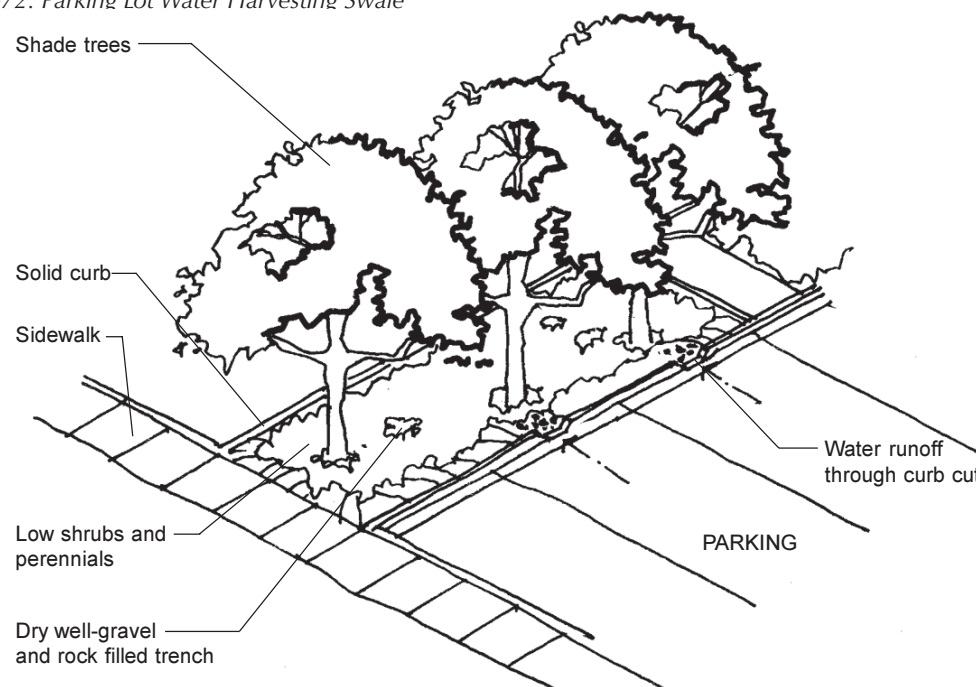 72. Parking Lot Water Harvesting Swale
Shade trees
Solid curb
Sidewalk
Water runoff
through curb
PARKING
Low shrubs and
perennials
Dry well-gravel
and rock filled trench